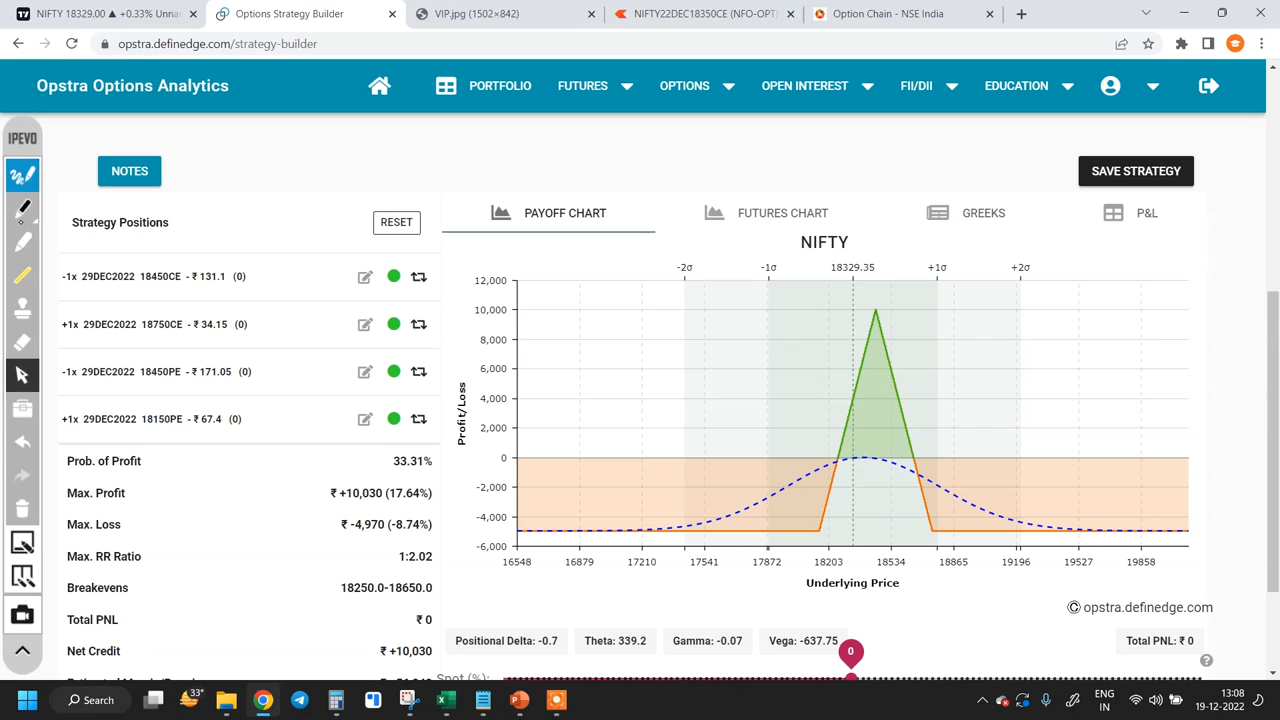 NIFTY 18329.00 ▲ +0.33% Unna
Options Strategy Builder
VIP.jpg (1502×842)
NIFTY22DEC18350CE (NFO-OPT)
Option Chain - NSE India
opstra.definedge.com/strategy-builder
Opstra Options Analytics
PORTFOLIO
FUTURES
OPTIONS
OPEN INTEREST
FII/DII
EDUCATION
IPEVO
NOTES
SAVE STRATEGY
Strategy Positions
RESET
-1x 29DEC2022 18450CE - ₹ 131.1 (0)
+1x 29DEC2022 18750CE - ₹ 34.15 (0)
-1x 29DEC2022 18450PE - ₹ 171.05 (0)
+1x 29DEC2022 18150PE - ₹ 67.4 (0)
Prob. of Profit 33.31%
Max. Profit ₹ +10,030 (17.64%)
Max. Loss ₹ -4,970 (-8.74%)
Max. RR Ratio 1:2.02
Breakevens 18250.0-18650.0
Total PNL ₹ 0
Net Credit ₹ +10,030
PAYOFF CHART
FUTURES CHART
GREEKS
P&L
NIFTY
-2σ -1σ 18329.35 +1σ +2σ
12,000
10,000
8,000
6,000
4,000
2,000
0
-2,000
-4,000
-6,000
Profit/Loss
16548 16879 17210 17541 17872 18203 18534 18865 19196 19527 19858
Underlying Price
© opstra.definedge.com
Positional Delta: -0.7
Theta: 339.2
Gamma: -0.07
Vega: -637.75
Total PNL: ₹ 0
0
Spot (%):
Search
33°
ENG
IN
13:08
19-12-2022